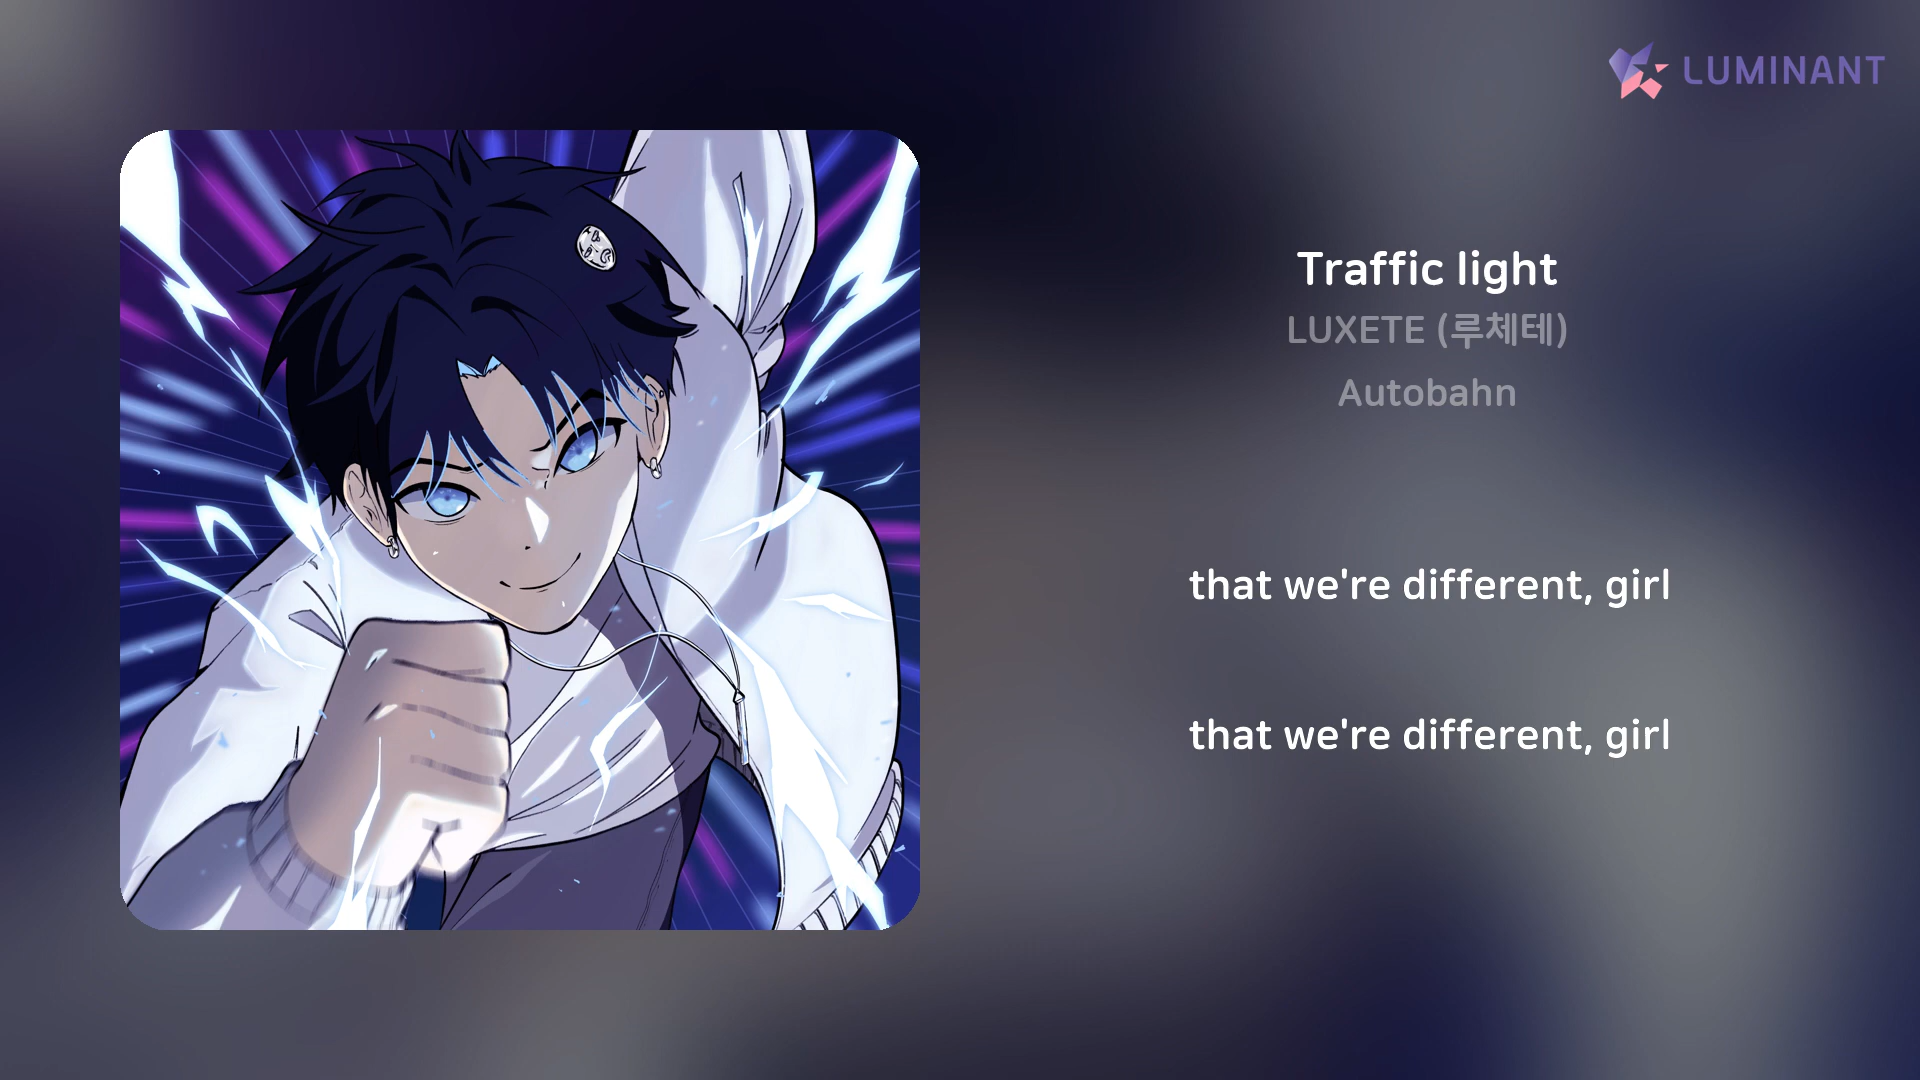 LUMINANT
Traffic light
LUXETE (루체테)
Autobahn
that we're different, girl
that we're different, girl